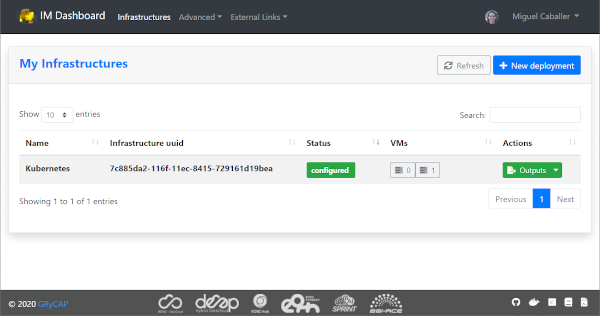 IM Dashboard Infrastructures Advanced External Links Miguel Caballer
My Infrastructures Refresh New deployment
Show 10 entries Search:
Name Infrastructure uuid Status VMs Actions
Kubernetes 7c885da2-116f-11ec-8415-729161d19bea configured 0 1 Outputs
Showing 1 to 1 of 1 entries Previous 1 Next
© 2020 GRyCAP deep EOSC Hub SPRINT EGI-ACE